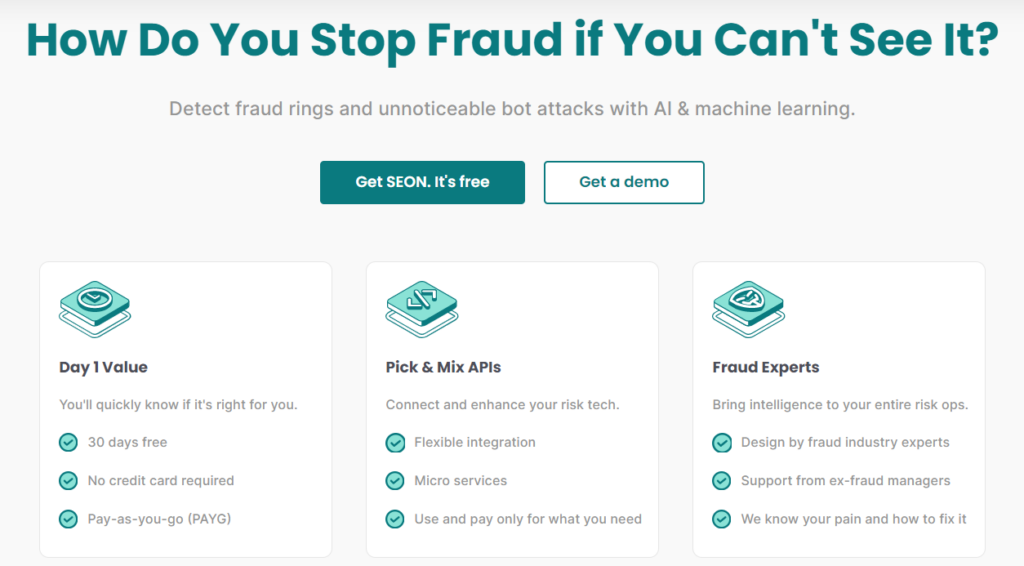 How Do You Stop Fraud if You Can't See It?
Detect fraud rings and unnoticeable bot attacks with AI & machine learning.
Get SEON. It's free
Get a demo
Day 1 Value
You'll quickly know if it's right for you.
30 days free
No credit card required
Pay-as-you-go (PAYG)
Pick & Mix APIs
Connect and enhance your risk tech.
Flexible integration
Micro services
Use and pay only for what you need
Fraud Experts
Bring intelligence to your entire risk ops.
Design by fraud industry experts
Support from ex-fraud managers
We know your pain and how to fix it